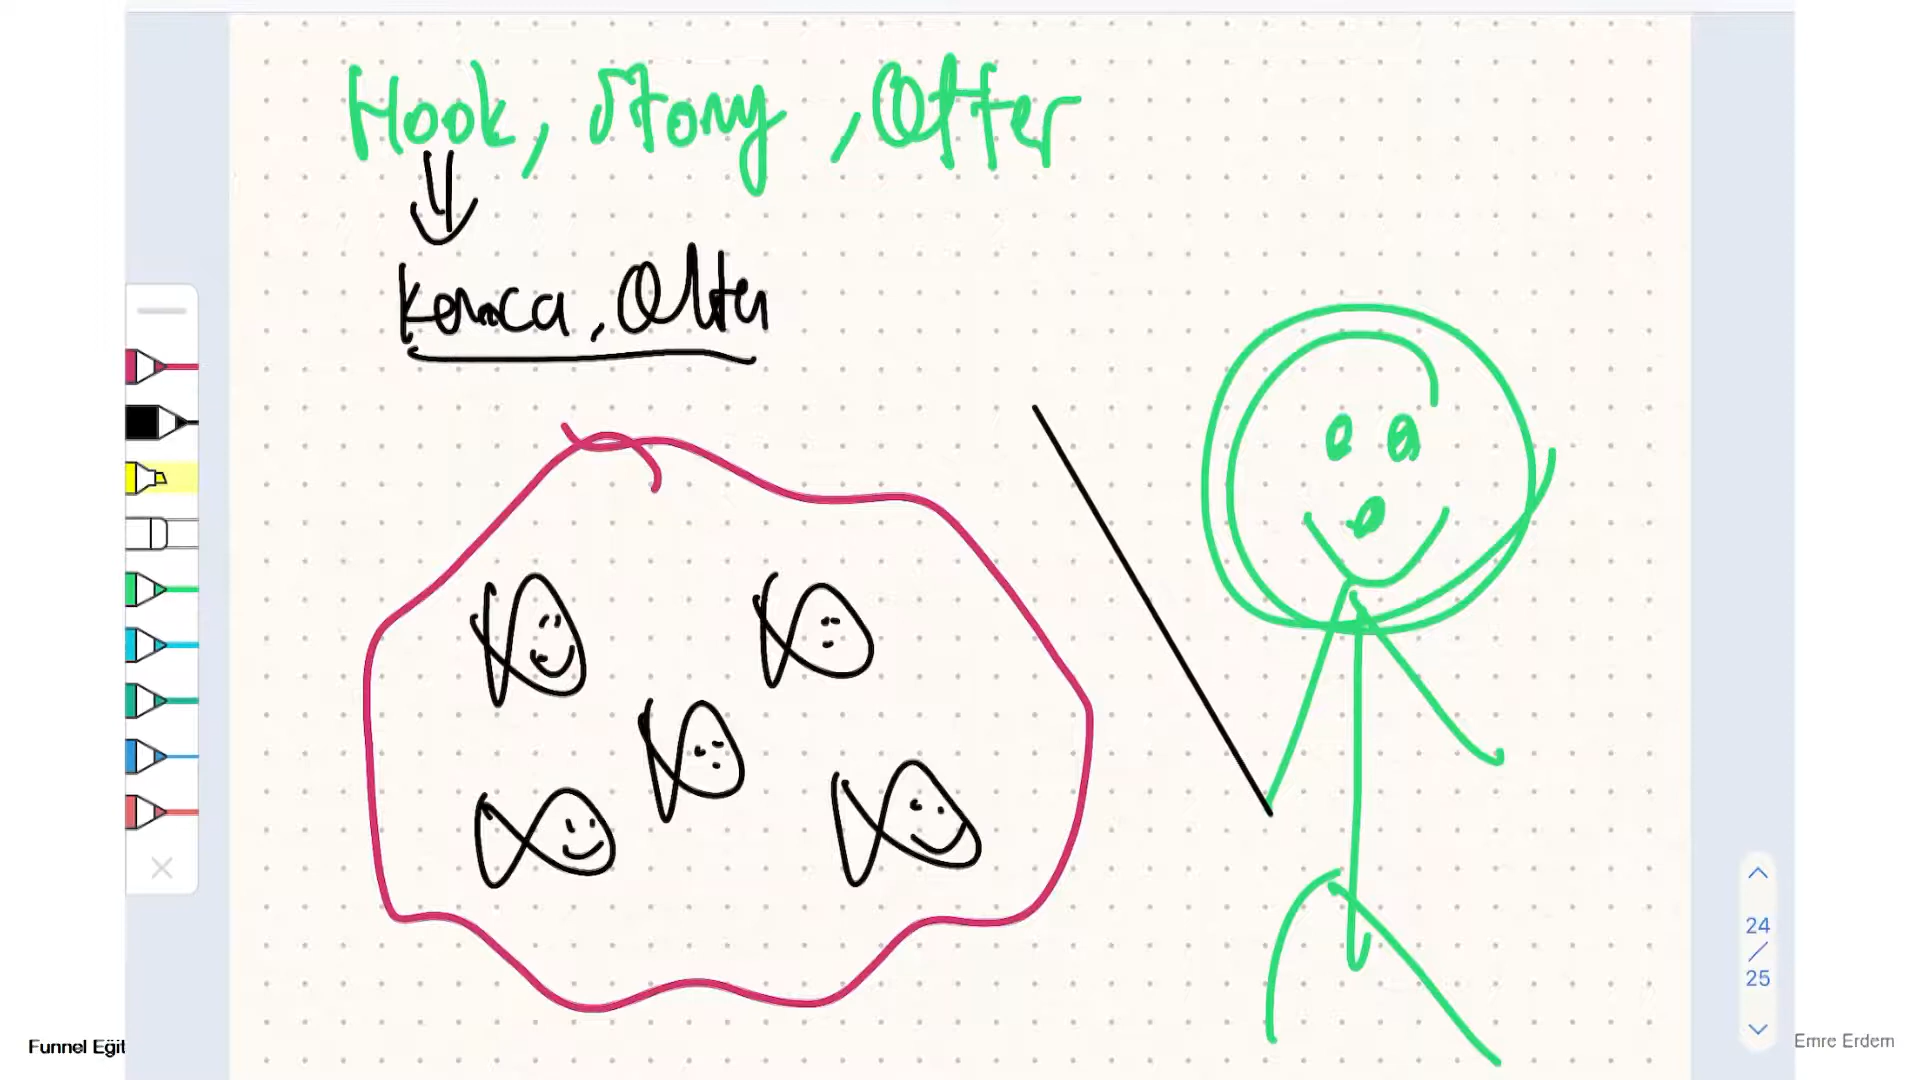 Hook, Story, Offer
Kanca, Olta
24
/
25
Funnel Eğit
Emre Erdem